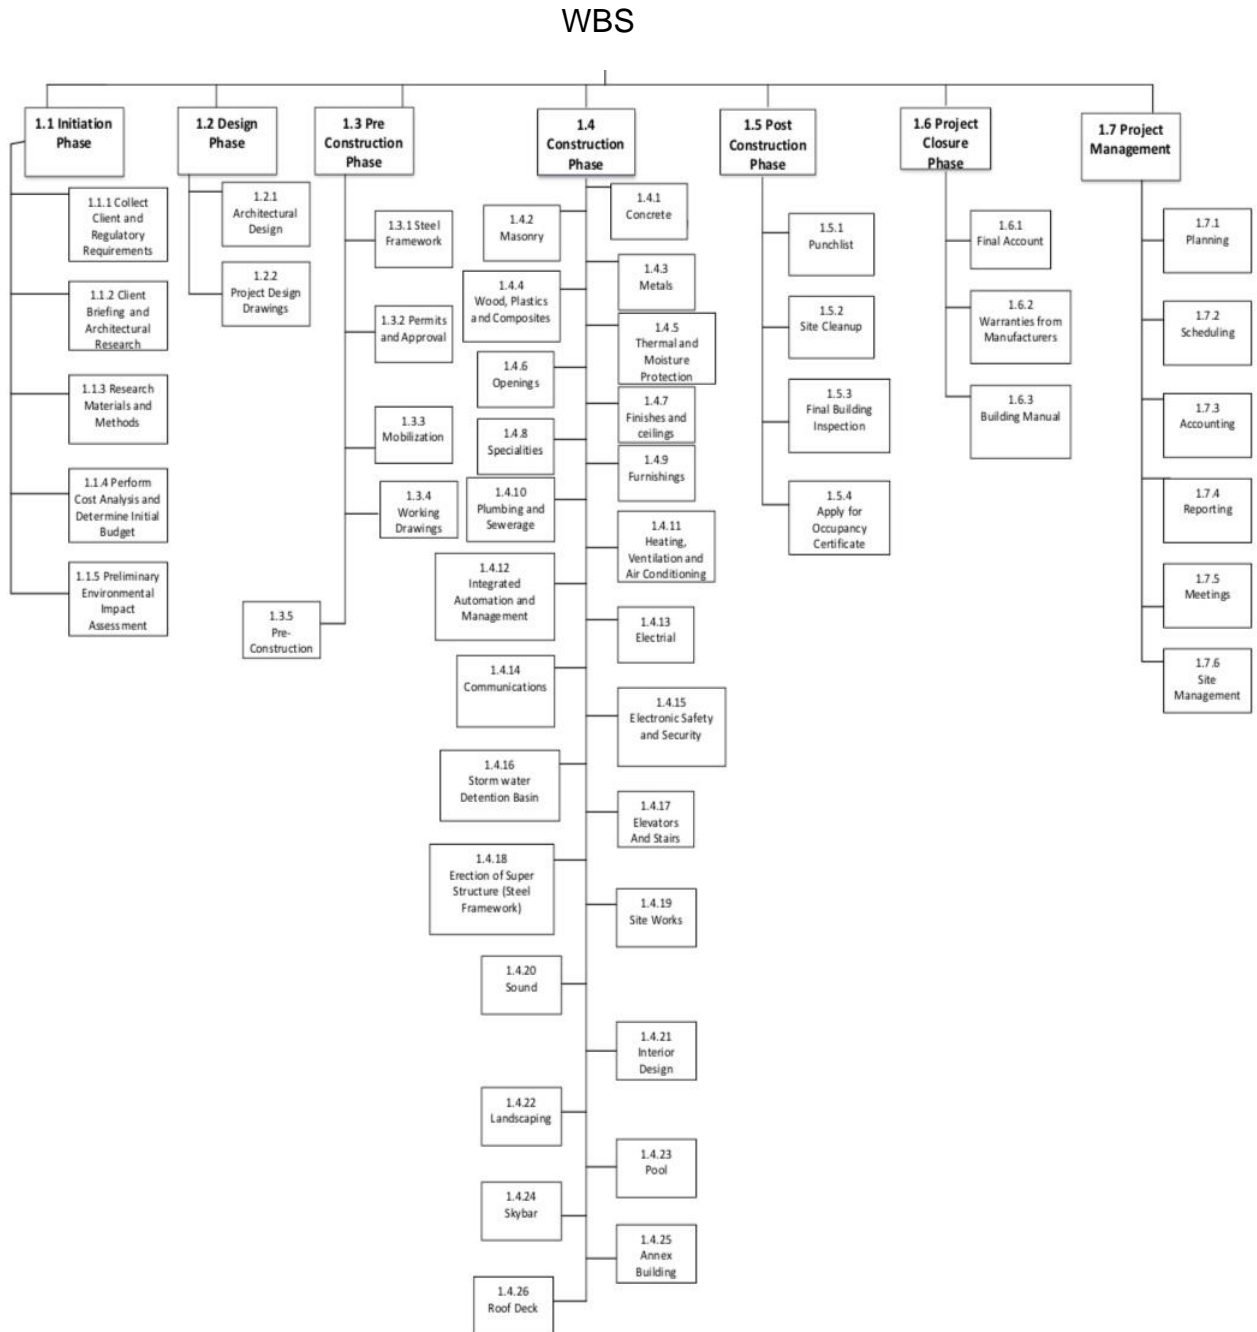 WBS
1.1 Initiation
Phase
1.1.1 Collect
Client and
Regulatory
Requirements
1.1.2 Client
Briefing and
Architectural
Research
1.1.3 Research
Materials and
Methods
1.1.4 Perform
Cost Analysis and
Determine Initial
Budget
1.1.5 Preliminary
Environmental
Impact
Assessment
1.2 Design
Phase
1.2.1
Architectural
Design
1.2.2
Project Design
Drawings
1.3 Pre
Construction
Phase
1.3.1 Steel
Framework
1.3.2 Permits
and Approval
1.3.3
Mobilization
1.3.4
Working
Drawings
1.3.5
Pre-
Construction
1.4
Construction
Phase
1.4.1
Concrete
1.4.2
Masonry
1.4.3
Metals
1.4.4
Wood, Plastics
and Composites
1.4.5
Thermal and
Moisture
Protection
1.4.6
Openings
1.4.7
Finishes and
ceilings
1.4.8
Specialities
1.4.9
Furnishings
1.4.10
Plumbing and
Sewerage
1.4.11
Heating,
Ventilation and
Air Conditioning
1.4.12
Integrated
Automation and
Management
1.4.13
Electrial
1.4.14
Communications
1.4.15
Electronic Safety
and Security
1.4.16
Storm water
Detention Basin
1.4.17
Elevators
And Stairs
1.4.18
Erection of Super
Structure (Steel
Framework)
1.4.19
Site Works
1.4.20
Sound
1.4.21
Interior
Design
1.4.22
Landscaping
1.4.23
Pool
1.4.24
Skybar
1.4.25
Annex
Building
1.4.26
Roof Deck
1.5 Post
Construction
Phase
1.5.1
Punchlist
1.5.2
Site Cleanup
1.5.3
Final Building
Inspection
1.5.4
Apply for
Occupancy
Certificate
1.6 Project
Closure
Phase
1.6.1
Final Account
1.6.2
Warranties from
Manufacturers
1.6.3
Building Manual
1.7 Project
Management
1.7.1
Planning
1.7.2
Scheduling
1.7.3
Accounting
1.7.4
Reporting
1.7.5
Meetings
1.7.6
Site
Management